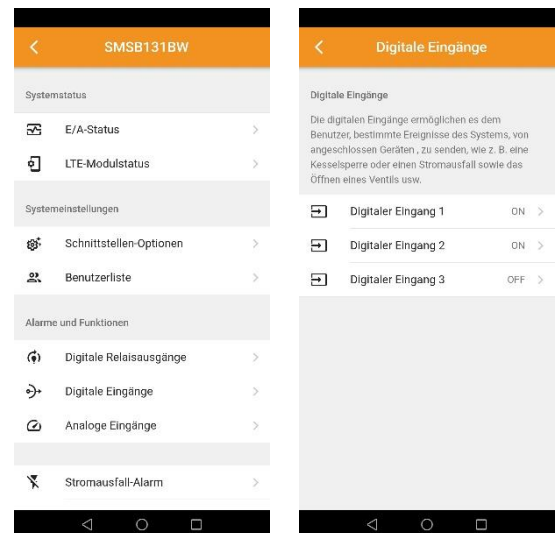 SMSB131BW
Systemstatus
E/A-Status
LTE-Modulstatus
Systemeinstellungen
Schnittstellen-Optionen
Benutzerliste
Alarme und Funktionen
Digitale Relaisausgänge
Digitale Eingänge
Analoge Eingänge
Stromausfall-Alarm
Digitale Eingänge
Digitale Eingänge
Die digitalen Eingänge ermöglichen es dem
Benutzer, bestimmte Ereignisse des Systems, von
angeschlossen Geräten , zu senden, wie z. B. eine
Kesselsperre oder einen Stromausfall sowie das
Öffnen eines Ventils usw.
Digitaler Eingang 1 ON
Digitaler Eingang 2 ON
Digitaler Eingang 3 OFF